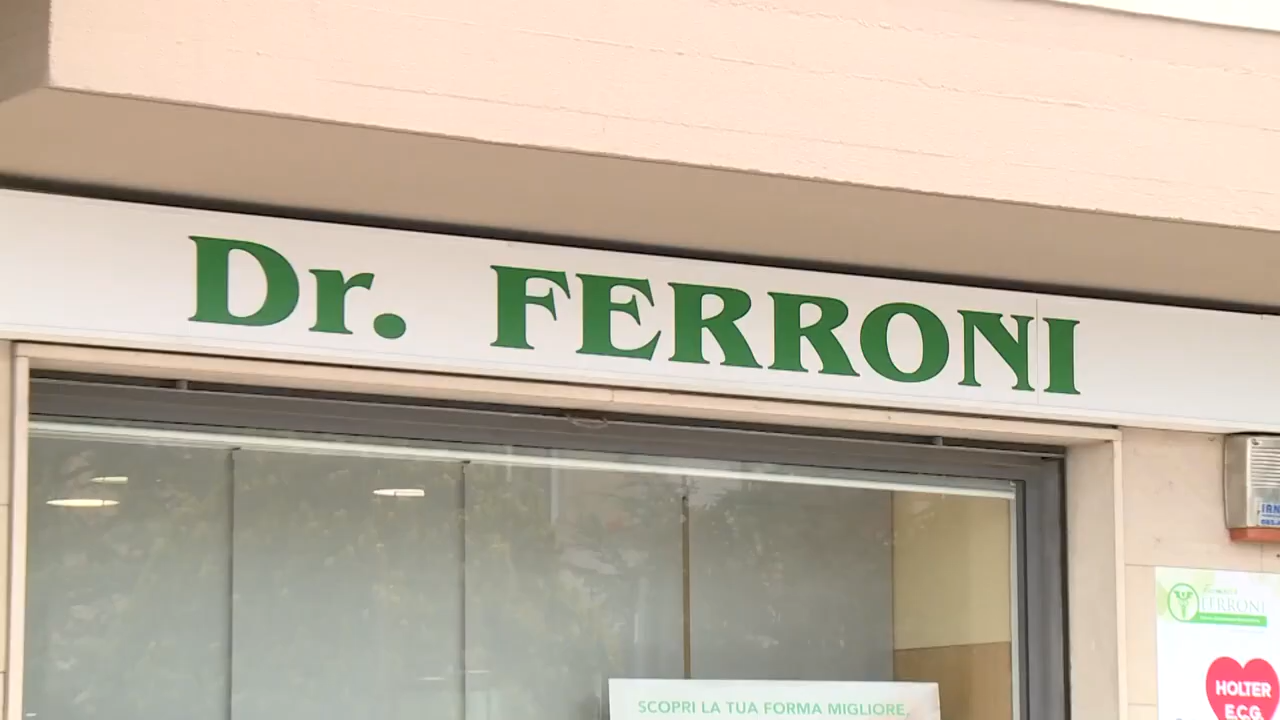 Dr. FERRONI
FERRONI
HOLTER
E.C.G.
SCOPRI LA TUA FORMA MIGLIORE,